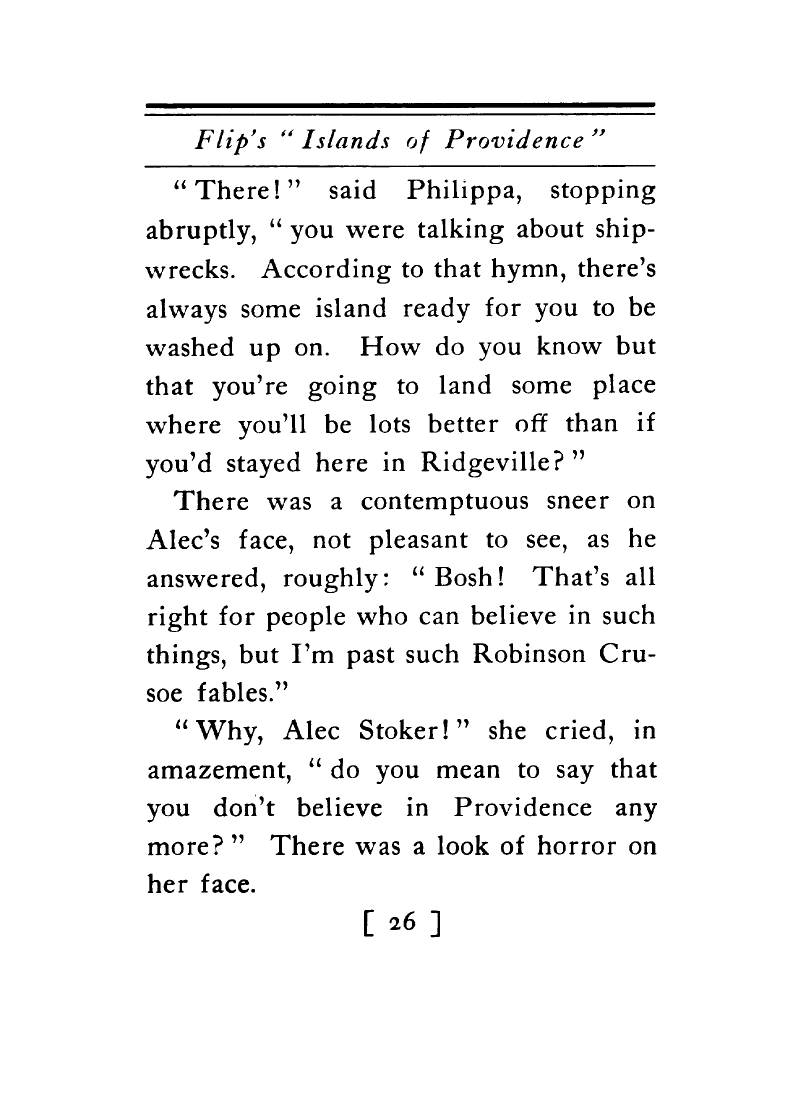 Flip's “ Islands of Providence ”
“ There! ” said Philippa, stopping
abruptly, “ you were talking about ship-
wrecks. According to that hymn, there's
always some island ready for you to be
washed up on. How do you know but
that you're going to land some place
where you'll be lots better off than if
you'd stayed here in Ridgeville? ”
There was a contemptuous sneer on
Alec's face, not pleasant to see, as he
answered, roughly: “ Bosh! That's all
right for people who can believe in such
things, but I'm past such Robinson Cru-
soe fables.”
“ Why, Alec Stoker! ” she cried, in
amazement, “ do you mean to say that
you don't believe in Providence any
more? ” There was a look of horror on
her face.
[ 26 ]